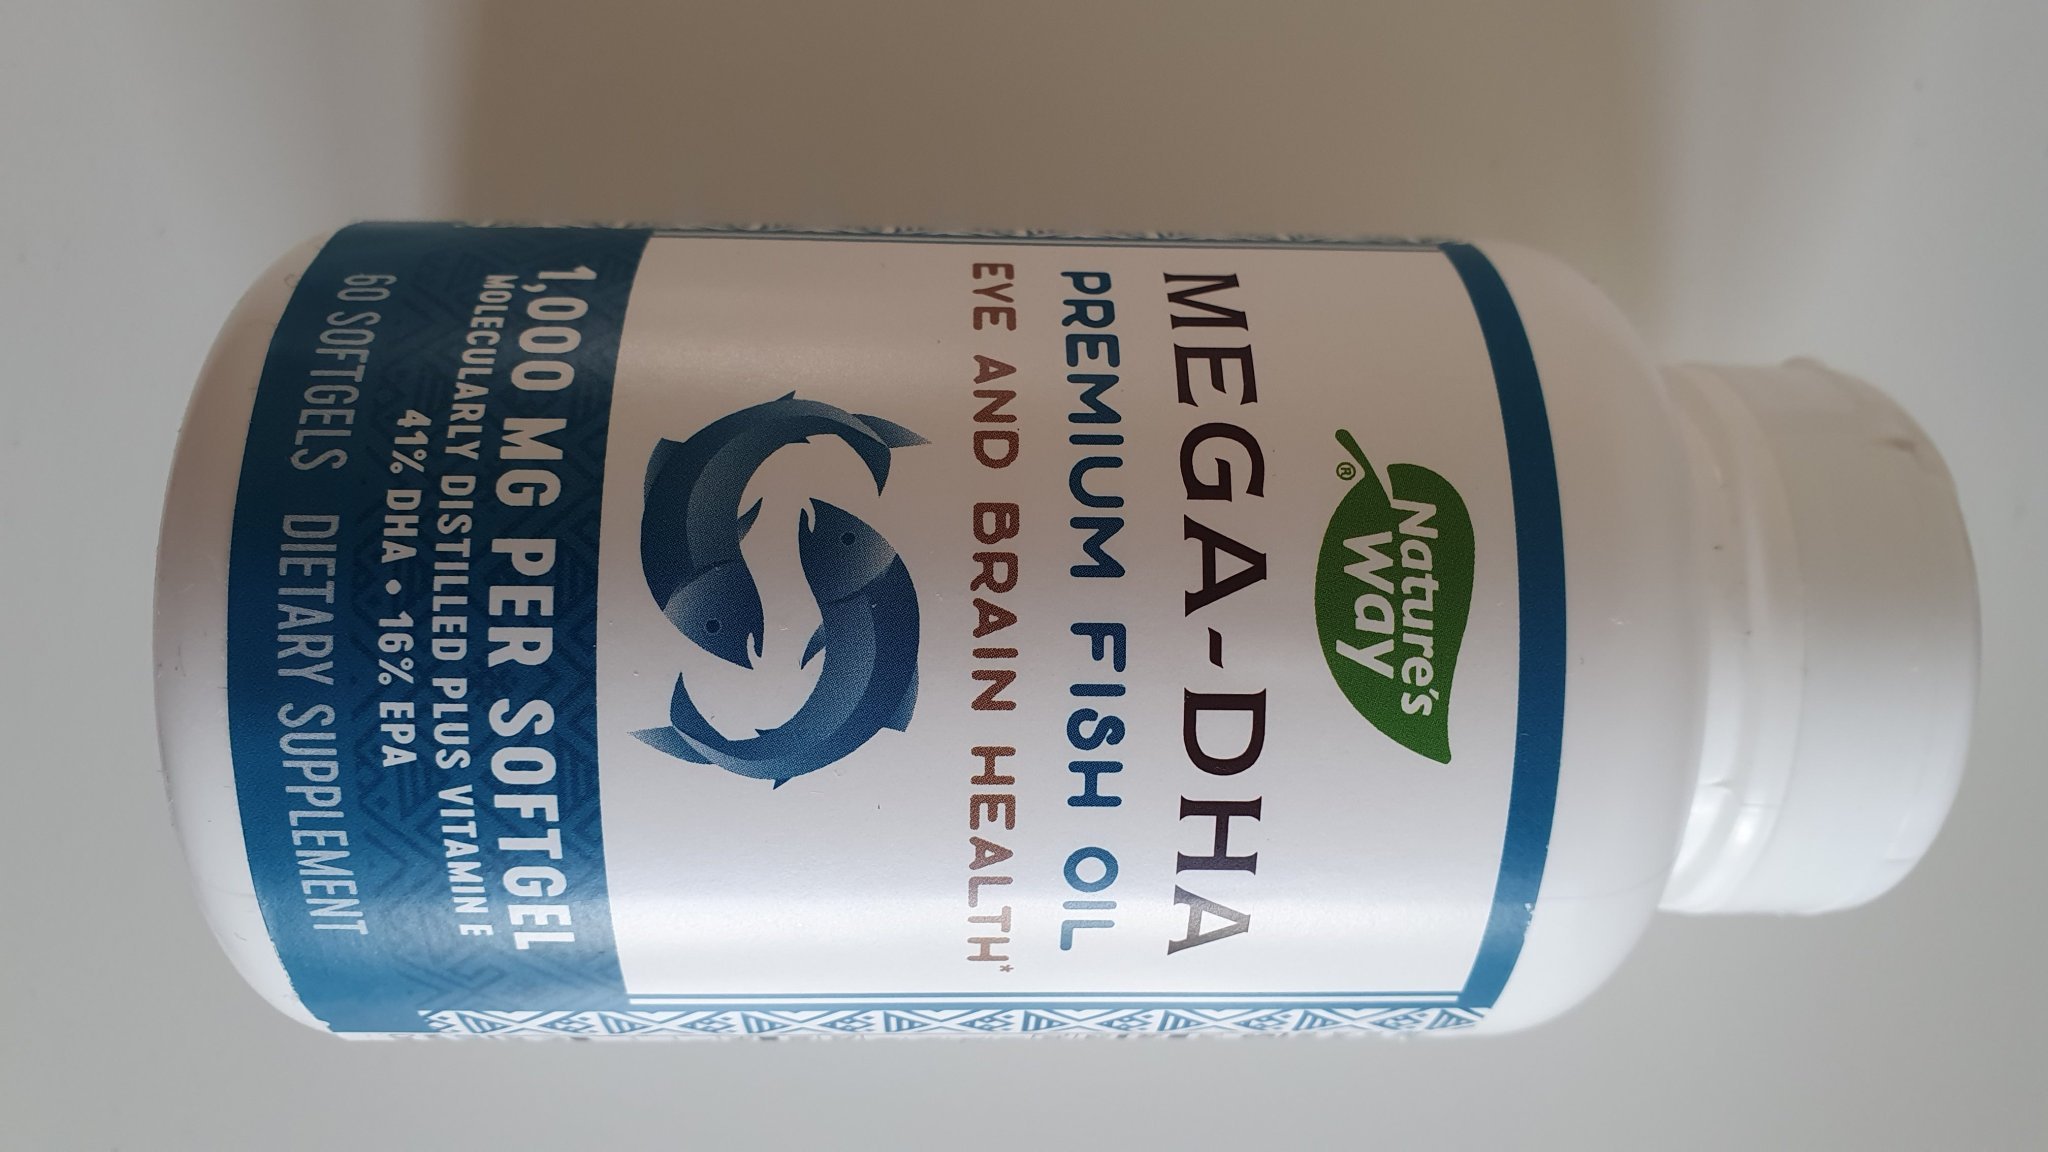 Nature's
Way®
MEGA-DHA
PREMIUM FISH OIL
EYE AND BRAIN HEALTH*
1,000 MG PER SOFTGEL
MOLECULARLY DISTILLED PLUS VITAMIN E
41% DHA • 16% EPA
60 SOFTGELS DIETARY SUPPLEMENT